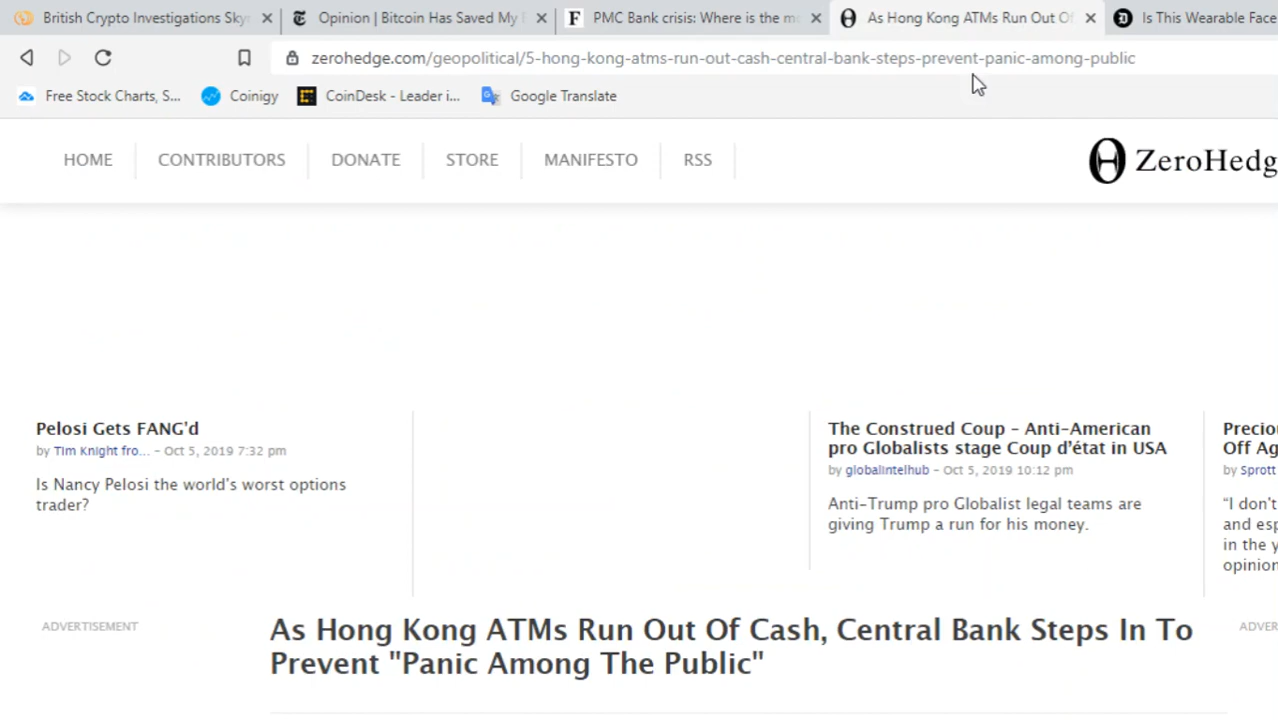 British Crypto Investigations Sky
Opinion | Bitcoin Has Saved My
PMC Bank crisis: Where is the
As Hong Kong ATMs Run Out Of
Is This Wearable Face
zerohedge.com/geopolitical/5-hong-kong-atms-run-out-cash-central-bank-steps-prevent-panic-among-public
Free Stock Charts, S...
Coinigy
CoinDesk - Leader i...
Google Translate
HOME
CONTRIBUTORS
DONATE
STORE
MANIFESTO
RSS
ZeroHedg
Pelosi Gets FANG'd
by Tim Knight fro... - Oct 5, 2019 7:32 pm
Is Nancy Pelosi the world's worst options
trader?
The Construed Coup – Anti-American
pro Globalists stage Coup d'état in USA
by globalintelhub - Oct 5, 2019 10:12 pm
Anti-Trump pro Globalist legal teams are
giving Trump a run for his money.
Precio
Off Ag
by Sprott
"I don't
and esp
in the y
opinion
ADVERTISEMENT
As Hong Kong ATMs Run Out Of Cash, Central Bank Steps In To
Prevent "Panic Among The Public"
ADVER